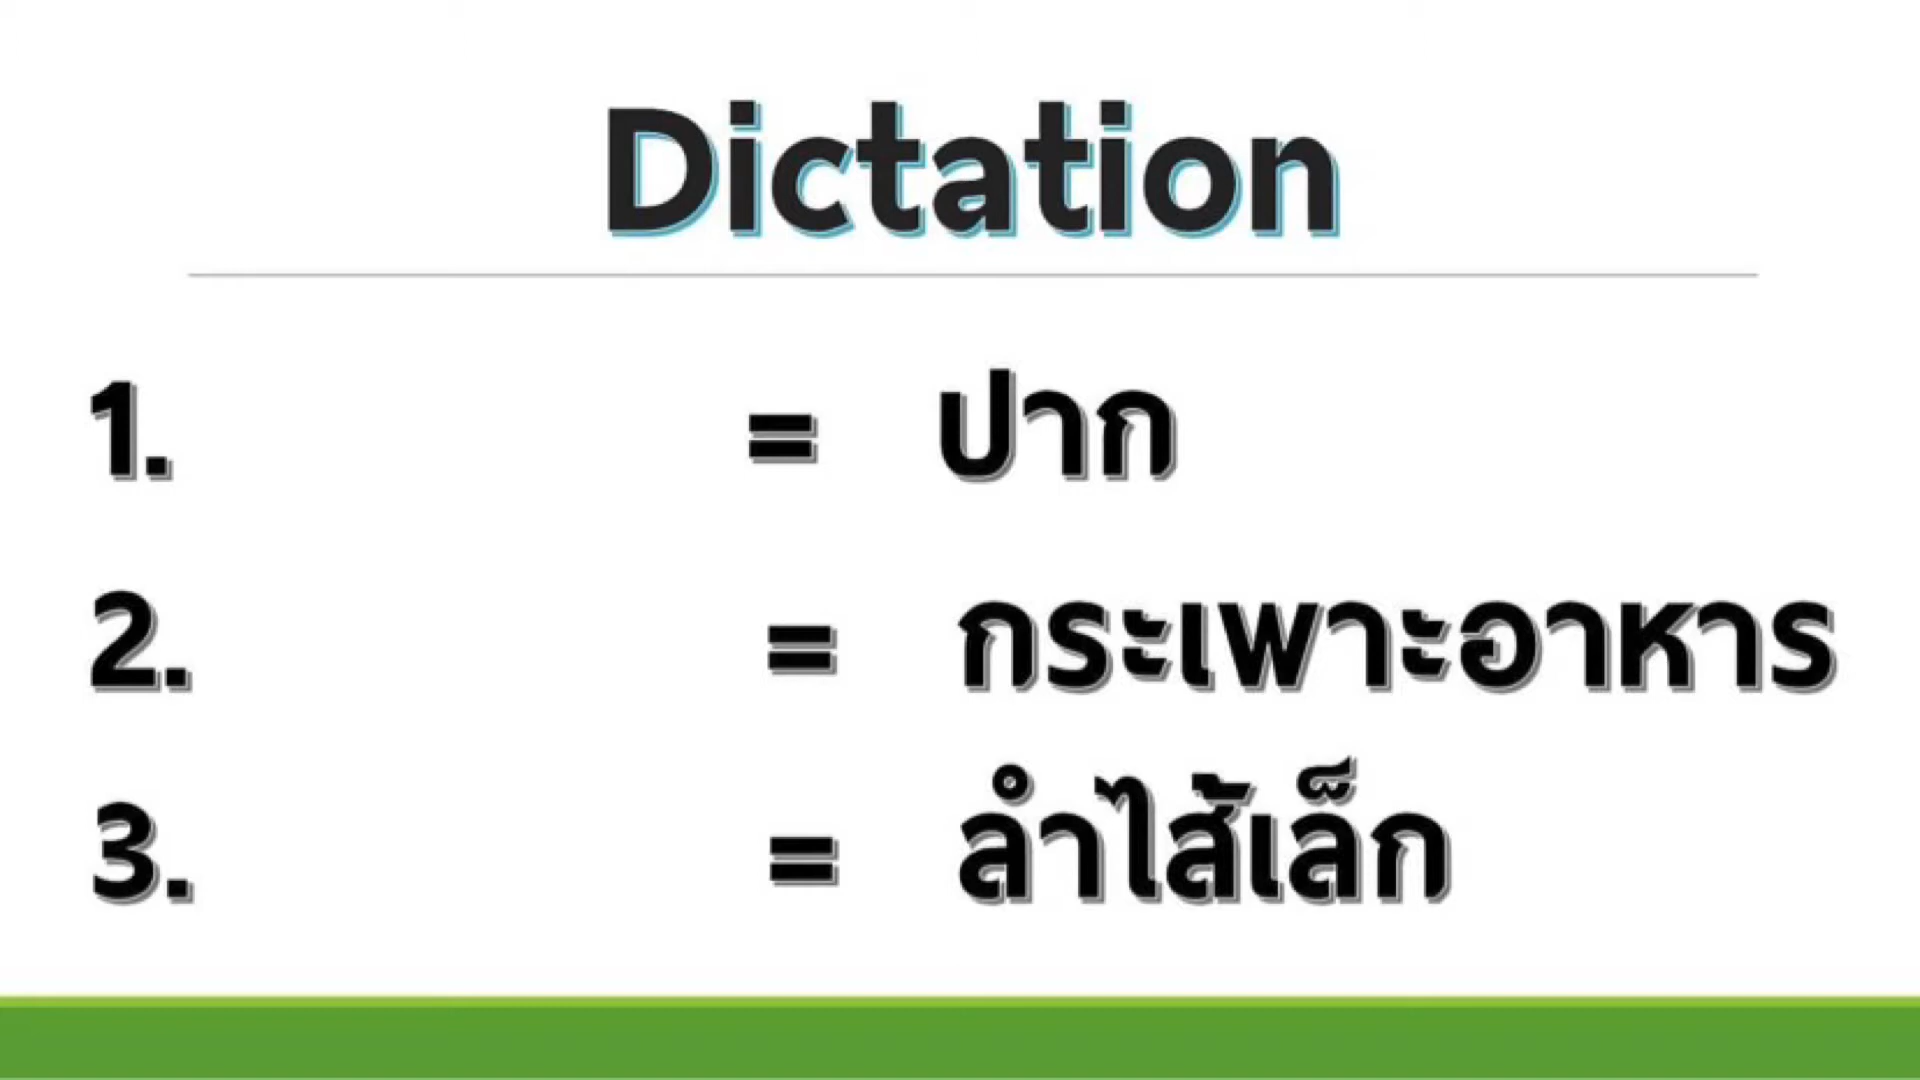 Dictation
1. = ปาก
2. = กระเพาะอาหาร
3. = ลำไส้เล็ก